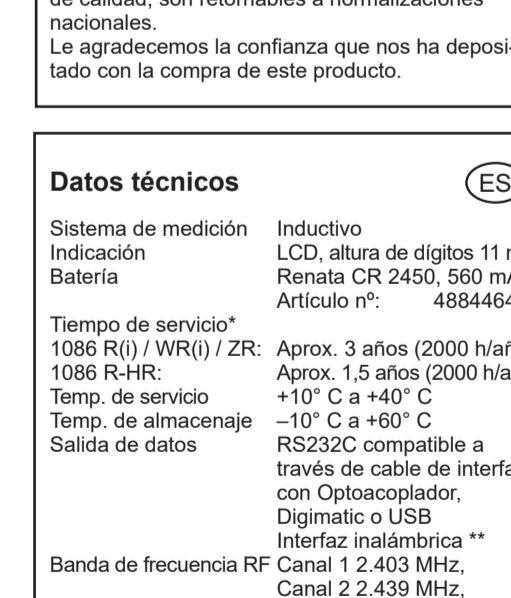 de calidad, son retornables a normalizaciones
nacionales.
Le agradecemos la confianza que nos ha deposi-
tado con la compra de este producto.
Datos técnicos ES
Sistema de medición Inductivo
Indicación LCD, altura de dígitos 11
Batería Renata CR 2450, 560
Artículo nº: 4884464
Tiempo de servicio*
1086 R(i) / WR(i) / ZR: Aprox. 3 años (2000
1086 R-HR: Aprox. 1,5 años (2000
Temp. de servicio +10° C a +40° C
Temp. de almacenaje –10° C a +60° C
Salida de datos RS232C compatible a
través de cable de
con Optoacoplador,
Digimatic o USB
Interfaz inalámbrica **
Banda de frecuencia RF Canal 1 2.403 MHz,
Canal 2 2.439 MHz,